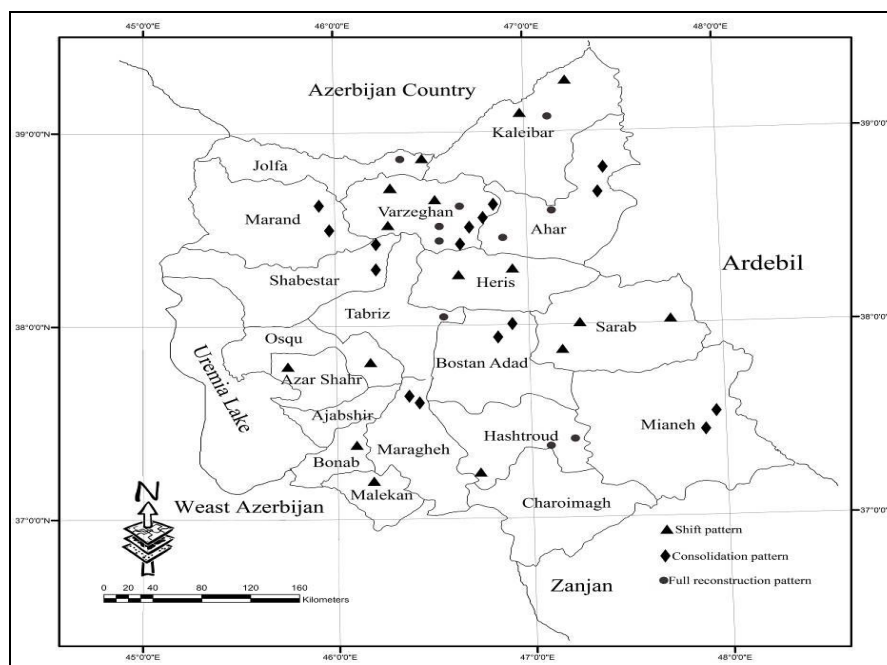 45°0'0"E 46°0'0"E 47°0'0"E 48°0'0"E
Azerbijan Country
39°0'0"N 39°0'0"N
Kaleibar
Jolfa
Marand
Varzeghan
Ahar
Ardebil
Shabestar
Heris
Tabriz
38°0'0"N 38°0'0"N
Sarab
Osqu
Bostan Adad
Uremia Lake
Azar Shahr
Ajabshir
Mianeh
Hashtroud
Maragheh
Bonab
Malekan
Charoimagh
N
Weast Azerbijan
37°0'0"N 37°0'0"N
Shift pattern
Consolidation pattern
Full reconstruction pattern
Zanjan
0 20 40 80 120 160
Kilometers
45°0'0"E 46°0'0"E 47°0'0"E 48°0'0"E